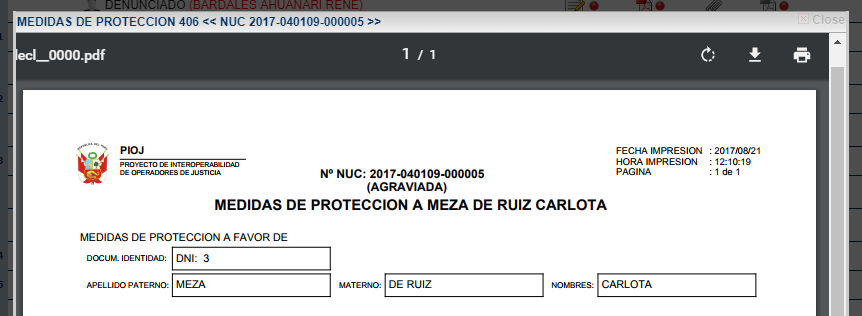 DENUNCIADO (BARDALES AHUANARI RENE)
MEDIDAS DE PROTECCION 406 << NUC 2017-040109-000005 >>
Close
lecl__0000.pdf
1 / 1
PIOJ
PROYECTO DE INTEROPERABILIDAD
DE OPERADORES DE JUSTICIA
FECHA IMPRESION : 2017/08/21
HORA IMPRESION : 12:10:19
PAGINA : 1 de 1
Nº NUC: 2017-040109-000005
(AGRAVIADA)
MEDIDAS DE PROTECCION A MEZA DE RUIZ CARLOTA
MEDIDAS DE PROTECCION A FAVOR DE
DOCUM. IDENTIDAD: DNI: 3
APELLIDO PATERNO: MEZA MATERNO: DE RUIZ NOMBRES: CARLOTA